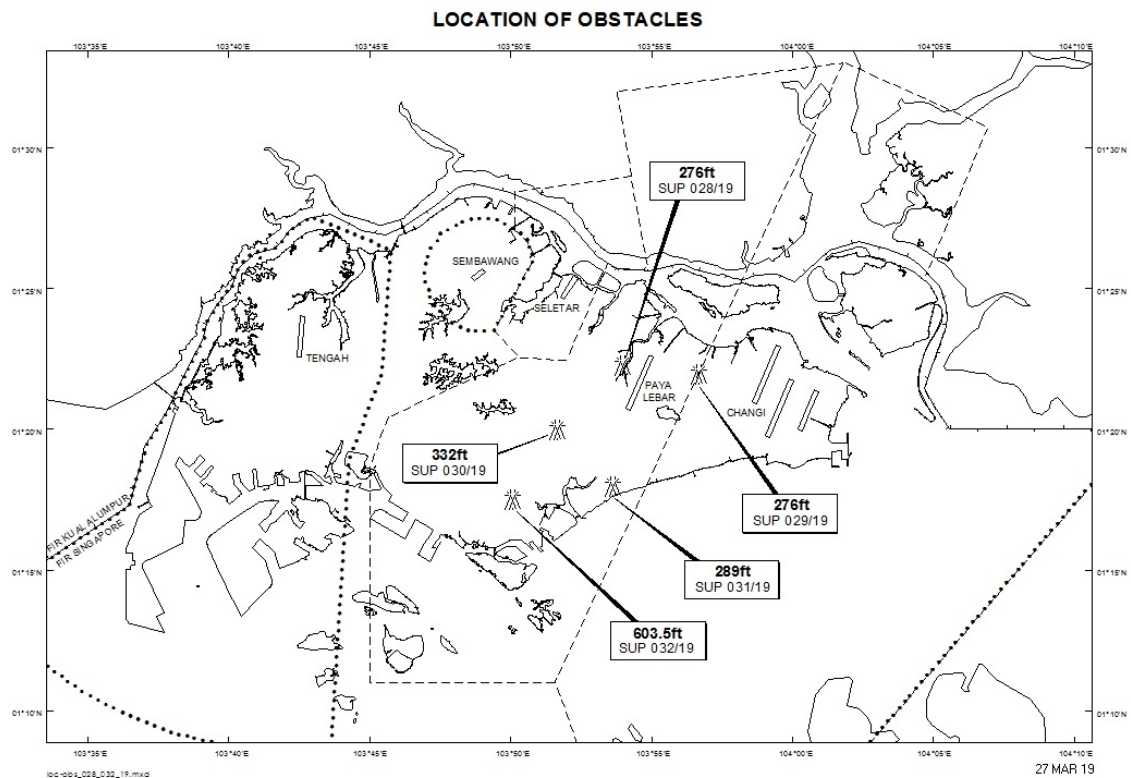 LOCATION OF OBSTACLES
103°35'E
103°40'E
103°45'E
103°50'E
103°55'E
104°00'E
104°05'E
104°10'E
01°30'N
01°30'N
276ft
SUP 028/19
SEMBAWANG
01°25'N
01°25'N
SELETAR
TENGAH
PAYA
LEBAR
CHANGI
01°20'N
01°20'N
332ft
SUP 030/19
276ft
SUP 029/19
FIR KUALALUMPUR
FIR SINGAPORE
01°15'N
01°15'N
289ft
SUP 031/19
603.5ft
SUP 032/19
01°10'N
01°10'N
103°35'E
103°40'E
103°45'E
103°50'E
103°55'E
104°00'E
104°05'E
104°10'E
loc-obs_028_032_19.mxd
27 MAR 19